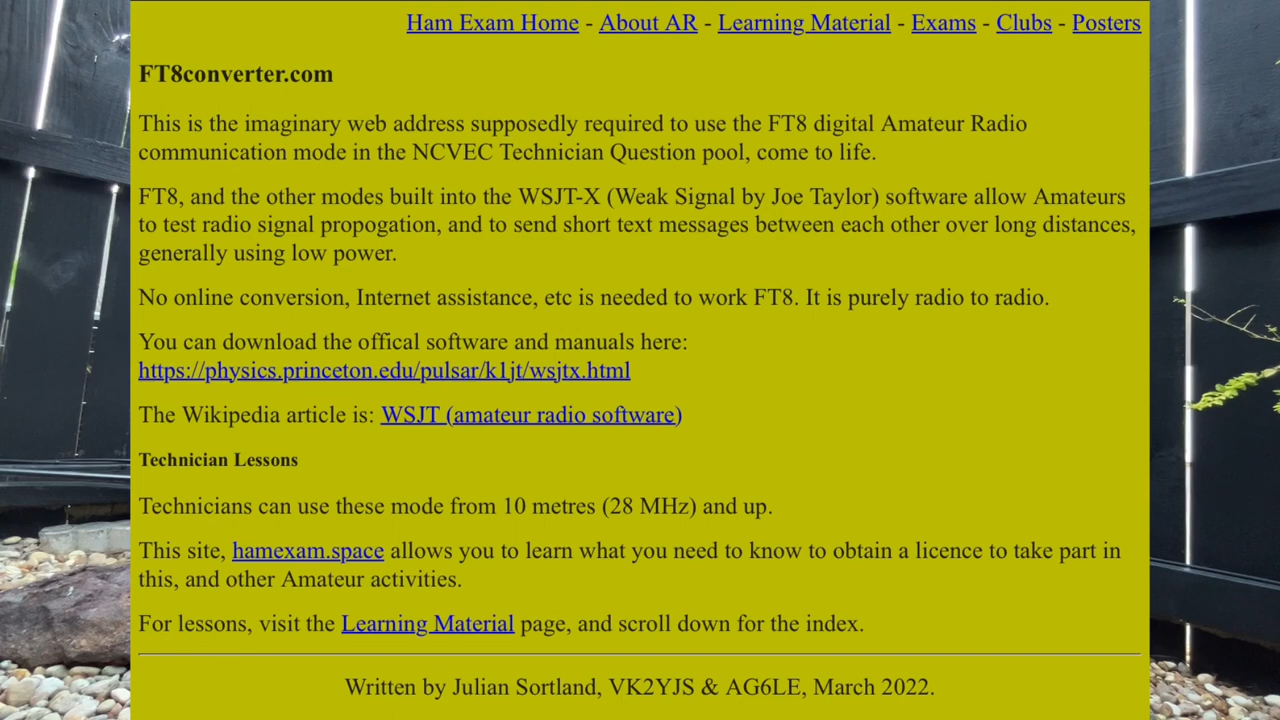 Ham Exam Home - About AR - Learning Material - Exams - Clubs - Posters
FT8converter.com
This is the imaginary web address supposedly required to use the FT8 digital Amateur Radio
communication mode in the NCVEC Technician Question pool, come to life.
FT8, and the other modes built into the WSJT-X (Weak Signal by Joe Taylor) software allow Amateurs
to test radio signal propogation, and to send short text messages between each other over long distances,
generally using low power.
No online conversion, Internet assistance, etc is needed to work FT8. It is purely radio to radio.
You can download the offical software and manuals here:
https://physics.princeton.edu/pulsar/k1jt/wsjtx.html
The Wikipedia article is: WSJT (amateur radio software)
Technician Lessons
Technicians can use these mode from 10 metres (28 MHz) and up.
This site, hamexam.space allows you to learn what you need to know to obtain a licence to take part in
this, and other Amateur activities.
For lessons, visit the Learning Material page, and scroll down for the index.
Written by Julian Sortland, VK2YJS & AG6LE, March 2022.